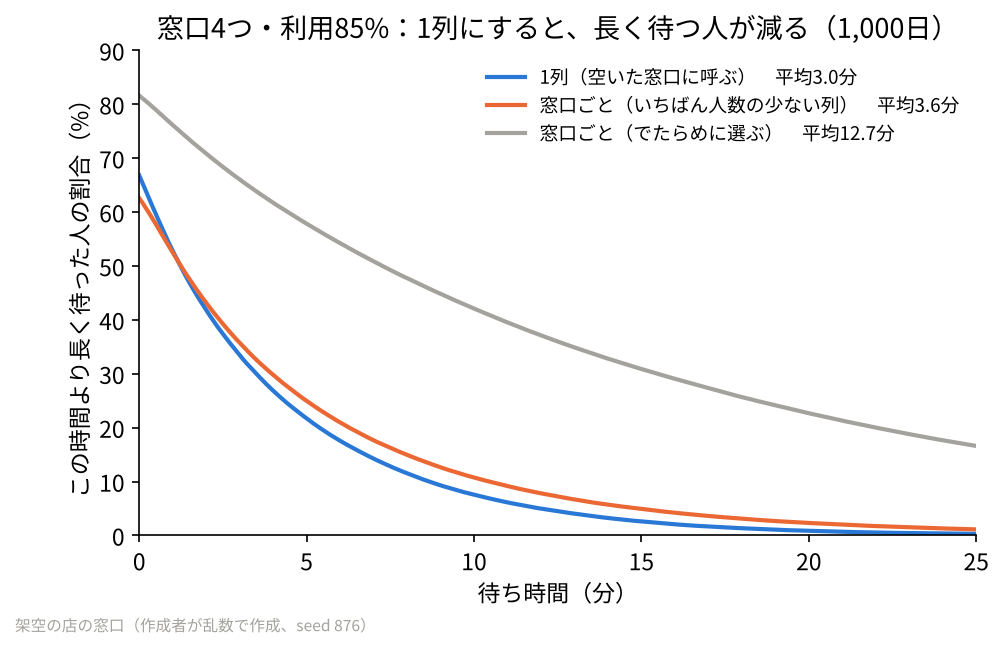 窓口4つ・利用85%：1列にすると、長く待つ人が減る（1,000日）
1列（空いた窓口に呼ぶ） 平均3.0分
窓口ごと（いちばん人数の少ない列） 平均3.6分
窓口ごと（でたらめに選ぶ） 平均12.7分
この時間より長く待った人の割合（%）
90
80
70
60
50
40
30
20
10
0
0 5 10 15 20 25
待ち時間（分）
架空の店の窓口（作成者が乱数で作成、seed 876）